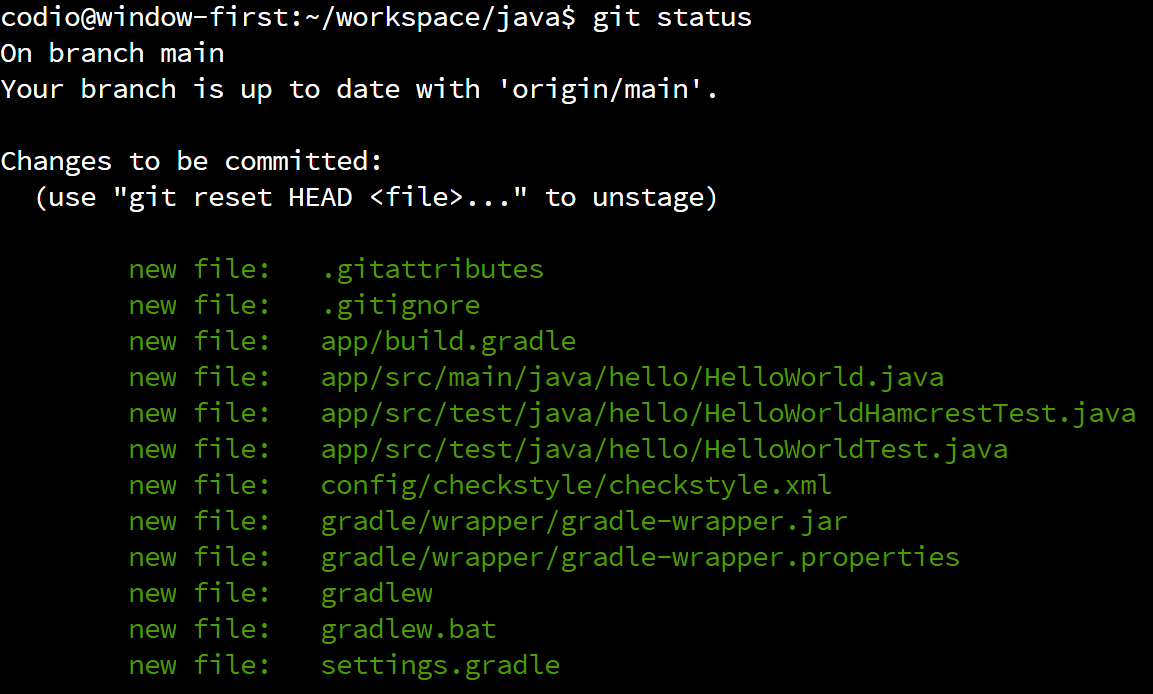 codio@window-first:~/workspace/java$ git status
On branch main
Your branch is up to date with 'origin/main'.
Changes to be committed:
  (use "git reset HEAD <file>..." to unstage)
        new file:   .gitattributes
        new file:   .gitignore
        new file:   app/build.gradle
        new file:   app/src/main/java/hello/HelloWorld.java
        new file:   app/src/test/java/hello/HelloWorldHamcrestTest.java
        new file:   app/src/test/java/hello/HelloWorldTest.java
        new file:   config/checkstyle/checkstyle.xml
        new file:   gradle/wrapper/gradle-wrapper.jar
        new file:   gradle/wrapper/gradle-wrapper.properties
        new file:   gradlew
        new file:   gradlew.bat
        new file:   settings.gradle